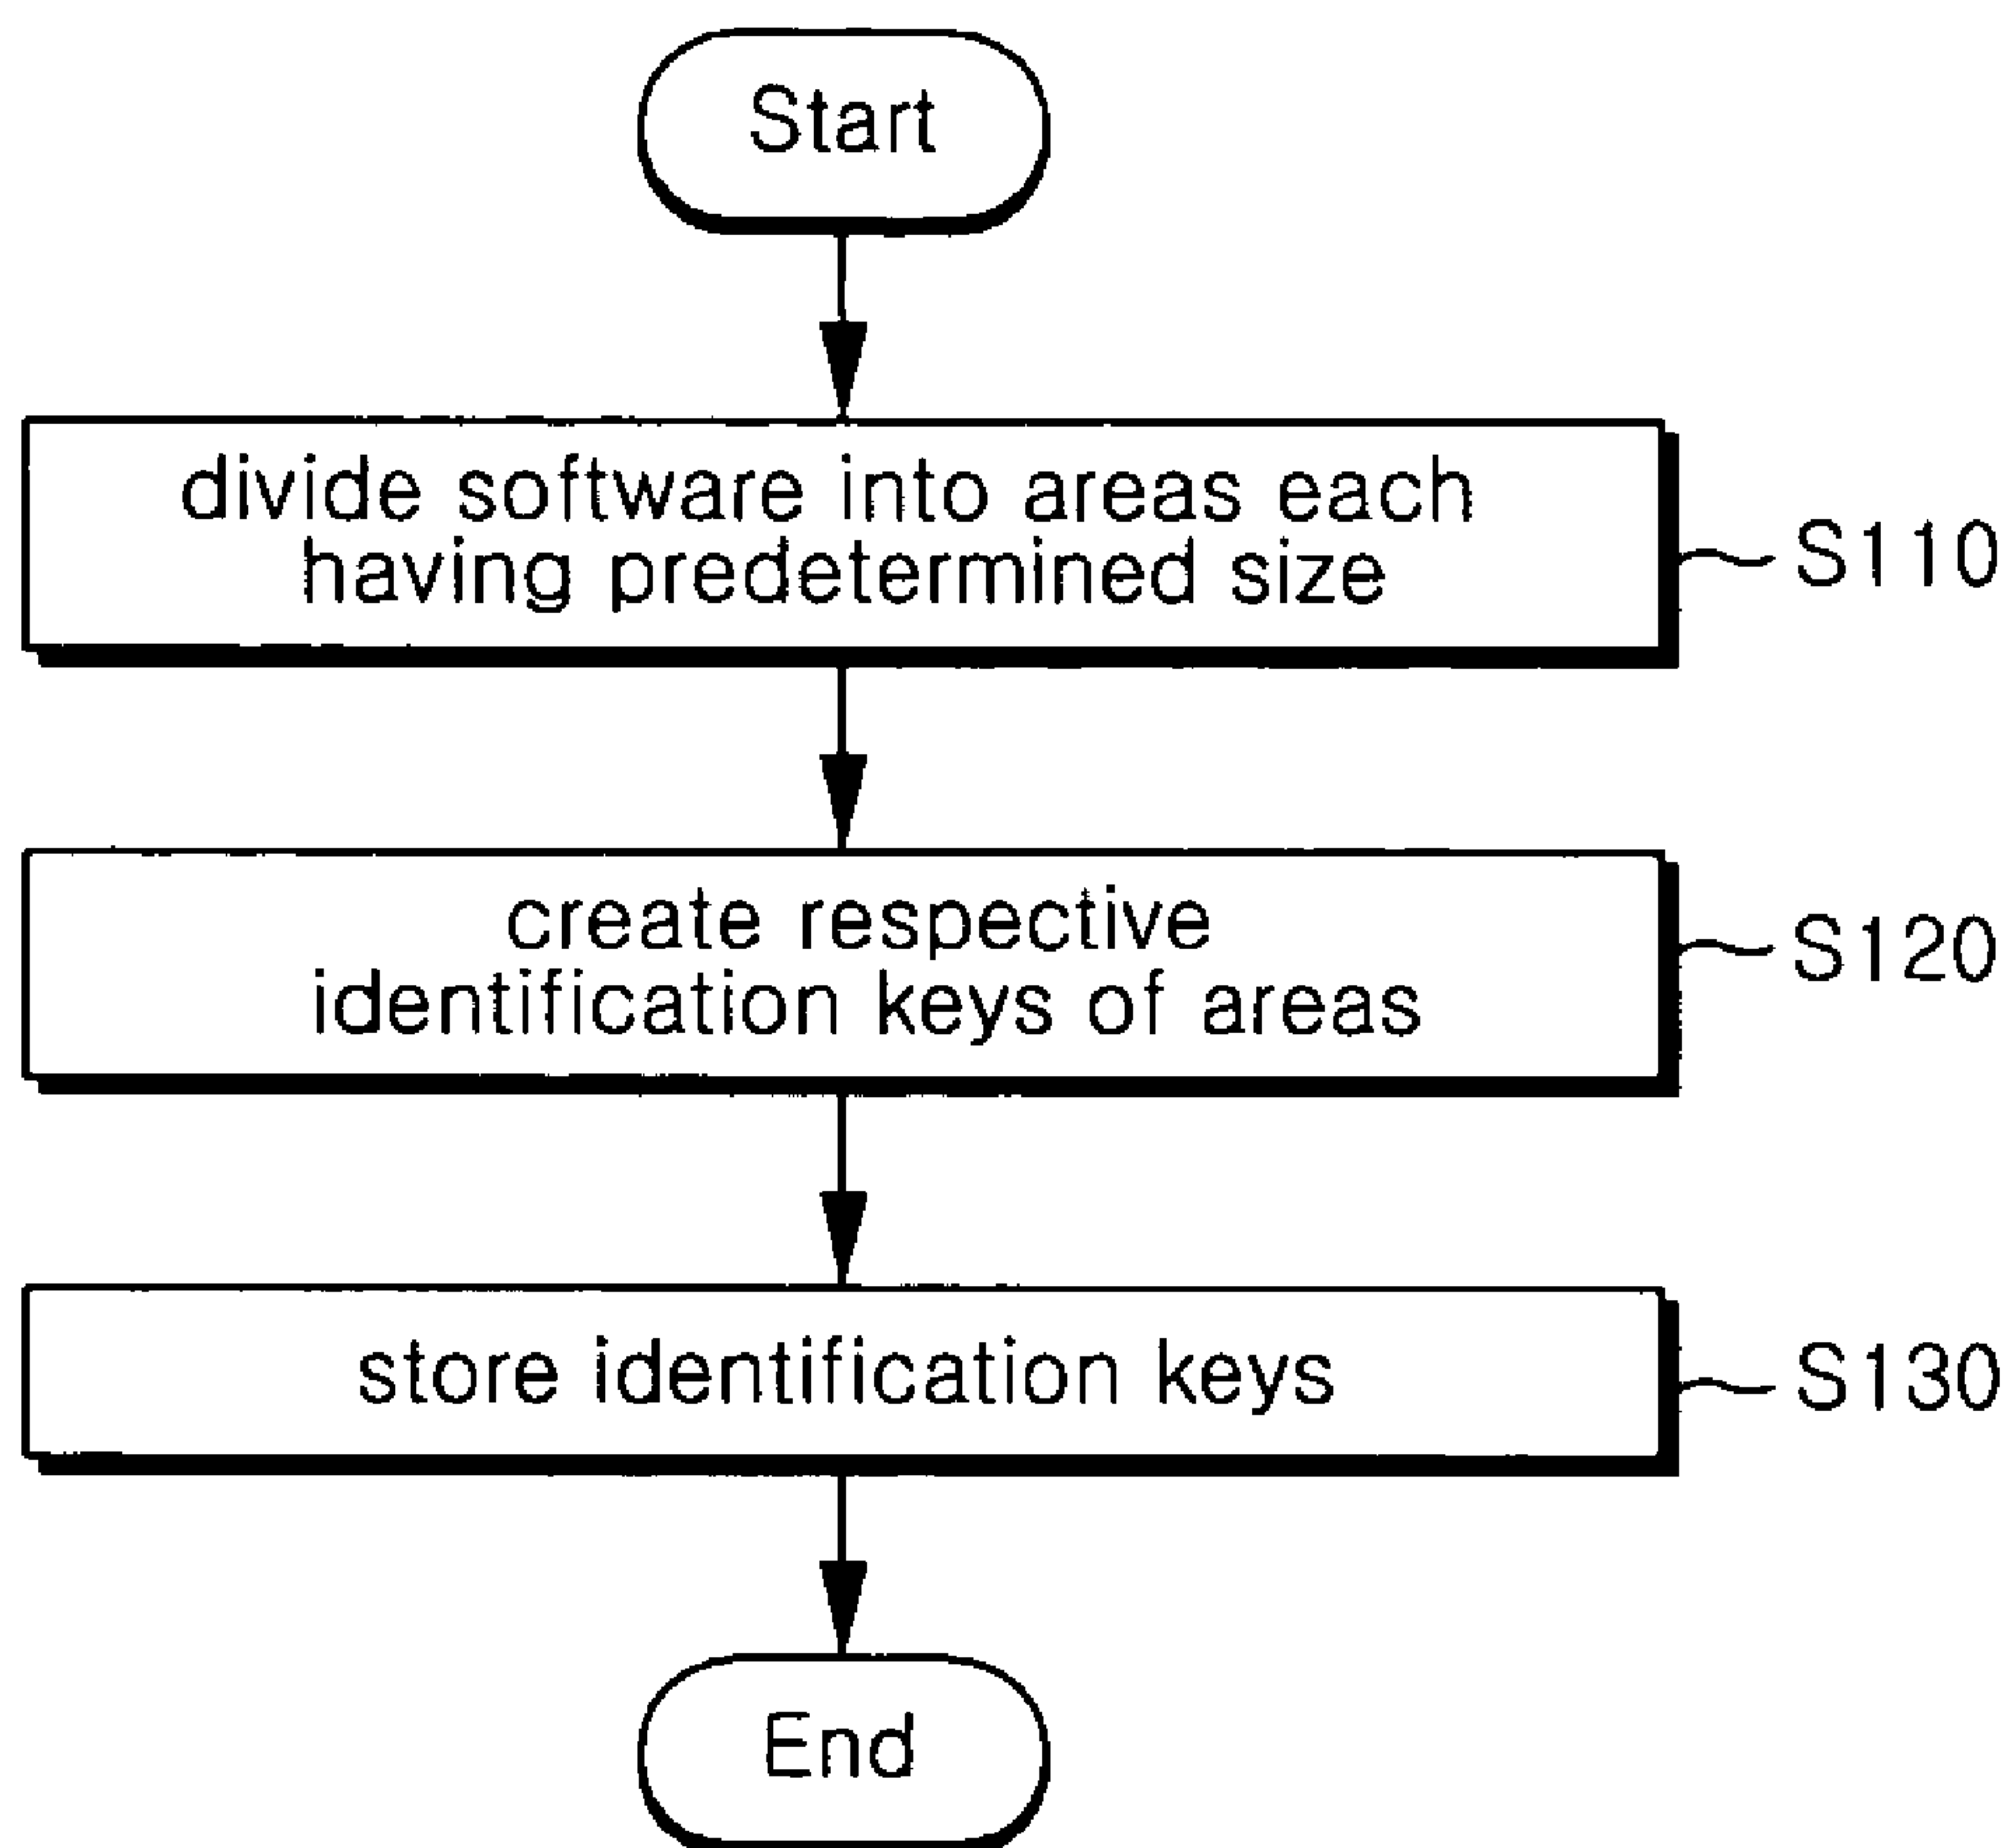 Start
divide software into areas each
having predetermined size
S110
create respective
identification keys of areas
S120
store identification keys
S130
End